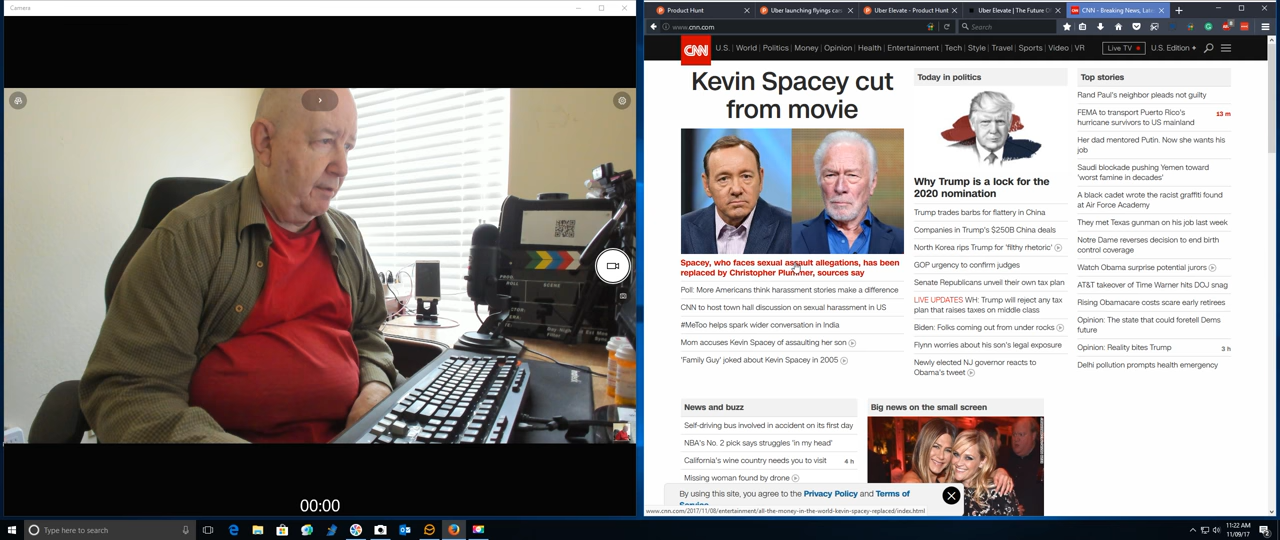 Camera
00:00
Product Hunt
Uber launching flyings can
Uber Elevate - Product Hunt
Uber Elevate | The Future O
CNN - Breaking News, Late
www.cnn.com
Search
CNN
U.S. World Politics Money Opinion Health Entertainment Tech Style Travel Sports Video VR
Live TV
U.S. Edition +
Kevin Spacey cut
from movie
Spacey, who faces sexual assault allegations, has been
replaced by Christopher Plummer, sources say
Poll: More Americans think harassment stories make a difference
CNN to host town hall discussion on sexual harassment in US
#MeToo helps spark wider conversation in India
Mom accuses Kevin Spacey of assaulting her son
'Family Guy' joked about Kevin Spacey in 2005
Today in politics
Why Trump is a lock for the
2020 nomination
Trump trades barbs for flattery in China
Companies in Trump's $250B China deals
North Korea rips Trump for 'filthy rhetoric'
GOP urgency to confirm judges
Senate Republicans unveil their own tax plan
LIVE UPDATES WH: Trump will reject any tax
plan that raises taxes on middle class
Biden: Folks coming out from under rocks
Flynn worries about his son's legal exposure
Newly elected NJ governor reacts to
Obama's tweet
Top stories
Rand Paul's neighbor pleads not guilty
FEMA to transport Puerto Rico's
hurricane survivors to US mainland
13 m
Her dad mentored Putin. Now she wants his
job
Saudi blockade pushing Yemen toward
'worst famine in decades'
A black cadet wrote the racist graffiti found
at Air Force Academy
They met Texas gunman on his job last week
Notre Dame reverses decision to end birth
control coverage
Watch Obama surprise potential jurors
AT&T takeover of Time Warner hits DOJ snag
Rising Obamacare costs scare early retirees
Opinion: The state that could foretell Dems
future
Opinion: Reality bites Trump
3 h
Delhi pollution prompts health emergency
News and buzz
Self-driving bus involved in accident on its first day
NBA's No. 2 pick says struggles 'in my head'
California's wine country needs you to visit
4 h
Missing woman found by drone
Big news on the small screen
By using this site, you agree to the Privacy Policy and Terms of
Service.
www.cnn.com/2017/11/08/entertainment/all-the-money-in-the-world-kevin-spacey-replaced/index.html
ROLL
SCENE
Type here to search
11:22 AM
11/09/17